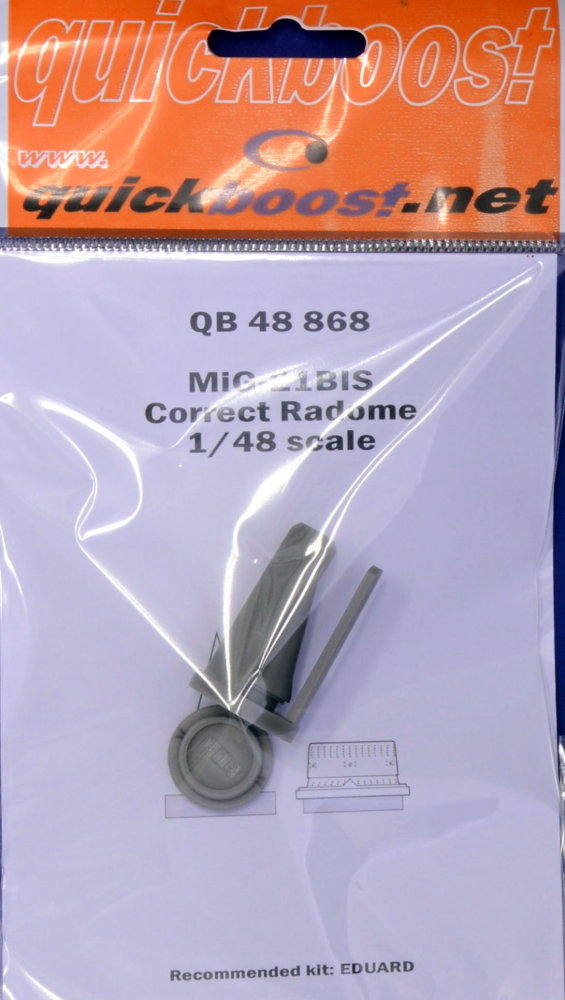 quickboost
www.
quickboost.net
QB 48 868
MiG-21BIS
Correct Radome
1/48 scale
Recommended kit: EDUARD